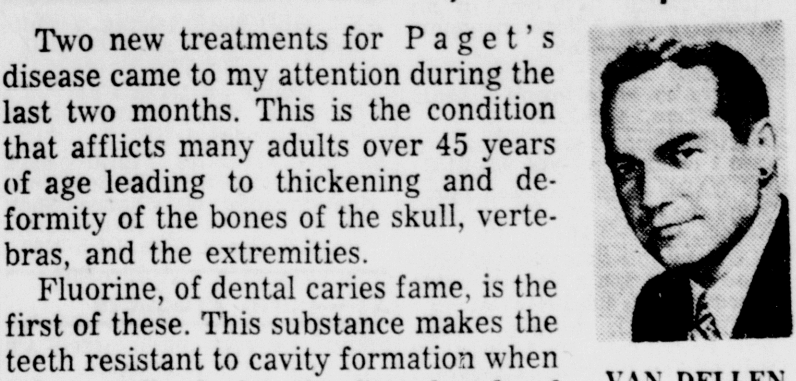 Two new treatments for Paget's
disease came to my attention during the
last two months. This is the condition
that afflicts many adults over 45 years
of age leading to thickening and de-
formity of the bones of the skull, verte-
bras, and the extremities.
Fluorine, of dental caries fame, is the
first of these. This substance makes the
teeth resistant to cavity formation when
VAN DELLEN